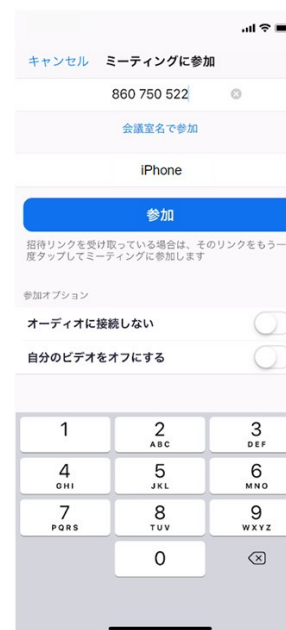 キャンセル ミーティングに参加
860 750 522
会議室名で参加
iPhone
参加
招待リンクを受け取っている場合は、そのリンクをもう一
度タップしてミーティングに参加します
参加オプション
オーディオに接続しない
自分のビデオをオフにする
1 2 3
ABC DEF
4 5 6
GHI JKL MNO
7 8 9
PQRS TUV WXYZ
0